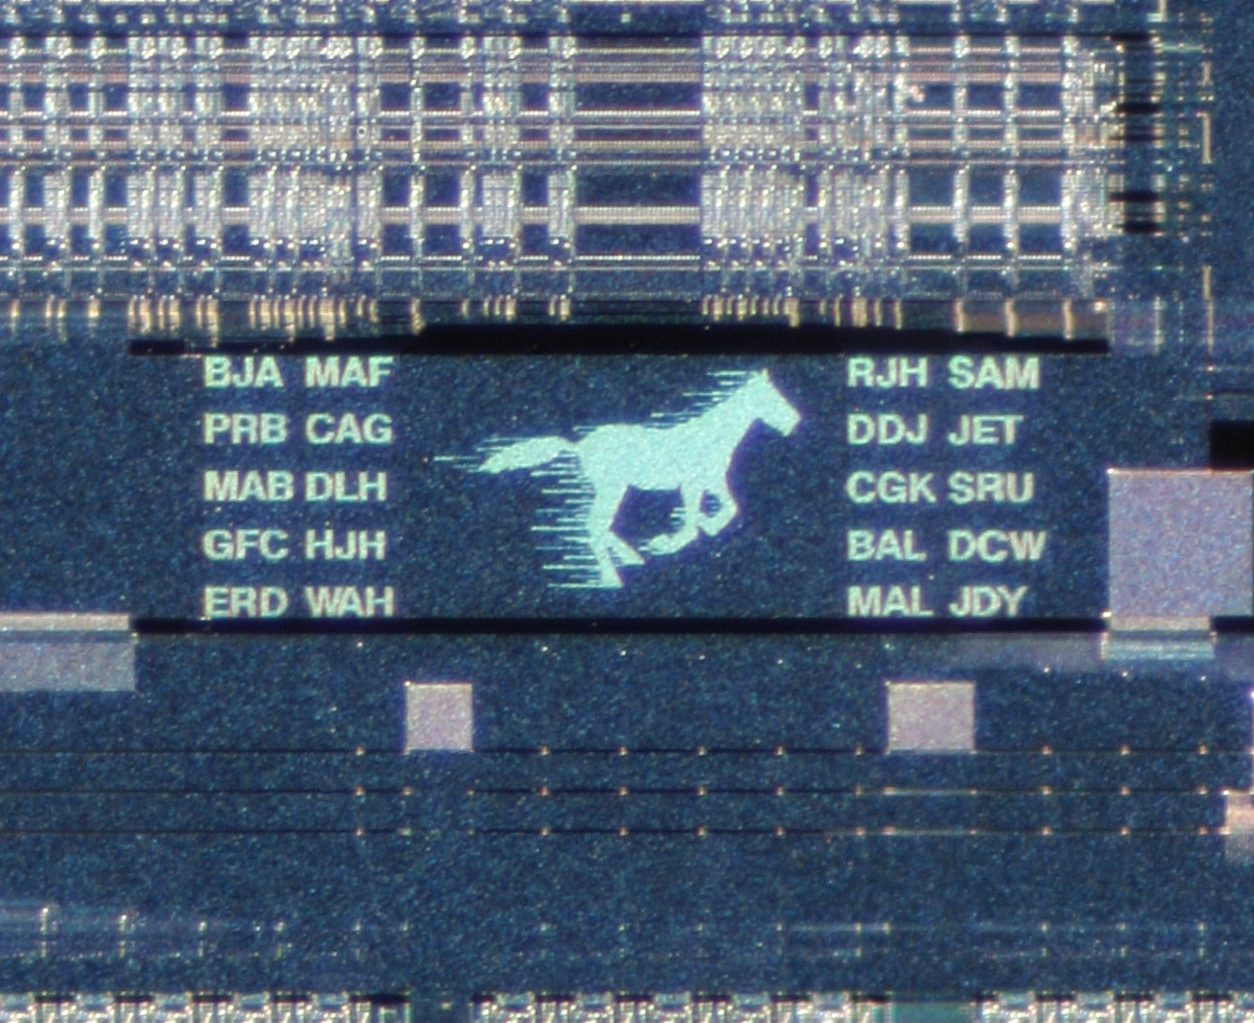 BJA MAF
PRB CAG
MAB DLH
GFC HJH
ERD WAH
RJH SAM
DDJ JET
CGK SRU
BAL DCW
MAL JDY